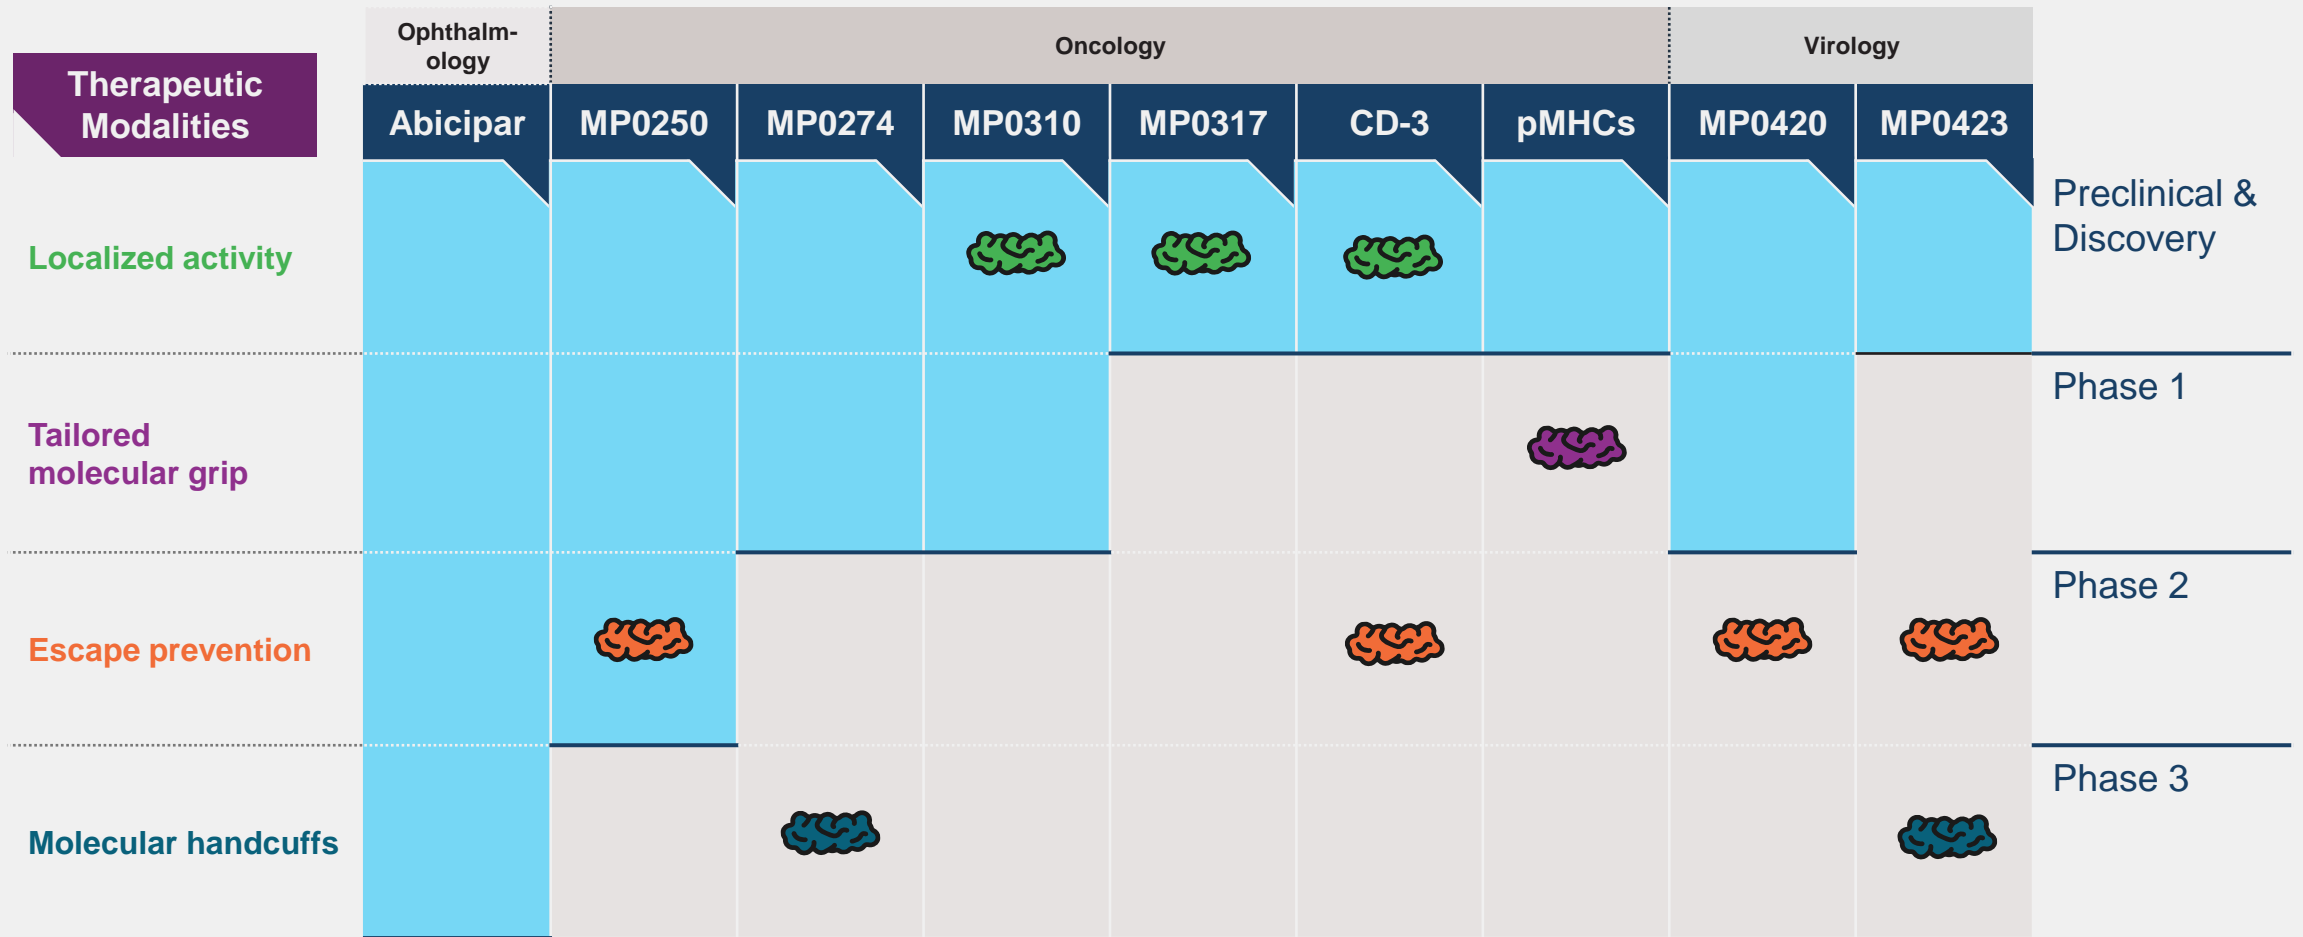 Ophthalm-
ology
Oncology
Virology
Therapeutic
Modalities
Abicipar
MP0250
MP0274
MP0310
MP0317
CD-3
pMHCs
MP0420
MP0423
Preclinical &
Discovery
Localized activity
Phase 1
Tailored
molecular grip
Phase 2
Escape prevention
Phase 3
Molecular handcuffs